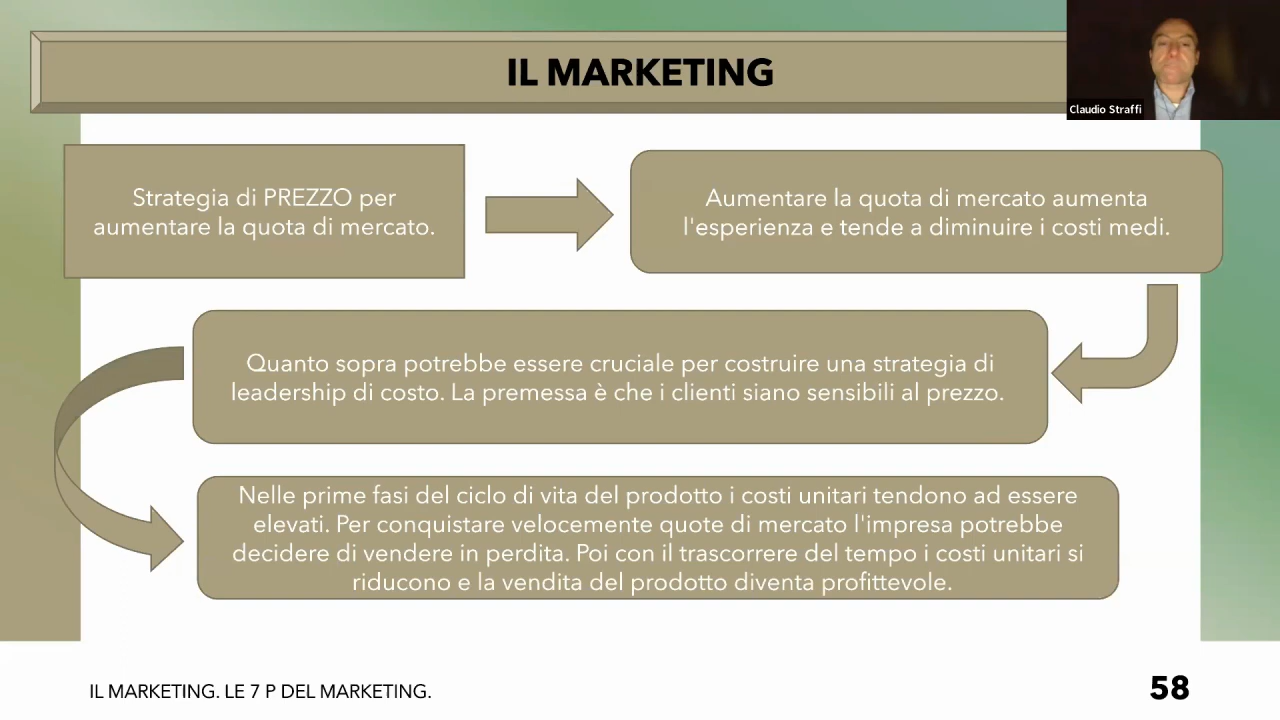 IL MARKETING
Claudio Straffi
Strategia di PREZZO per
aumentare la quota di mercato.
Aumentare la quota di mercato aumenta
l'esperienza e tende a diminuire i costi medi.
Quanto sopra potrebbe essere cruciale per costruire una strategia di
leadership di costo. La premessa è che i clienti siano sensibili al prezzo.
Nelle prime fasi del ciclo di vita del prodotto i costi unitari tendono ad essere
elevati. Per conquistare velocemente quote di mercato l'impresa potrebbe
decidere di vendere in perdita. Poi con il trascorrere del tempo i costi unitari si
riducono e la vendita del prodotto diventa profittevole.
IL MARKETING. LE 7 P DEL MARKETING.
58